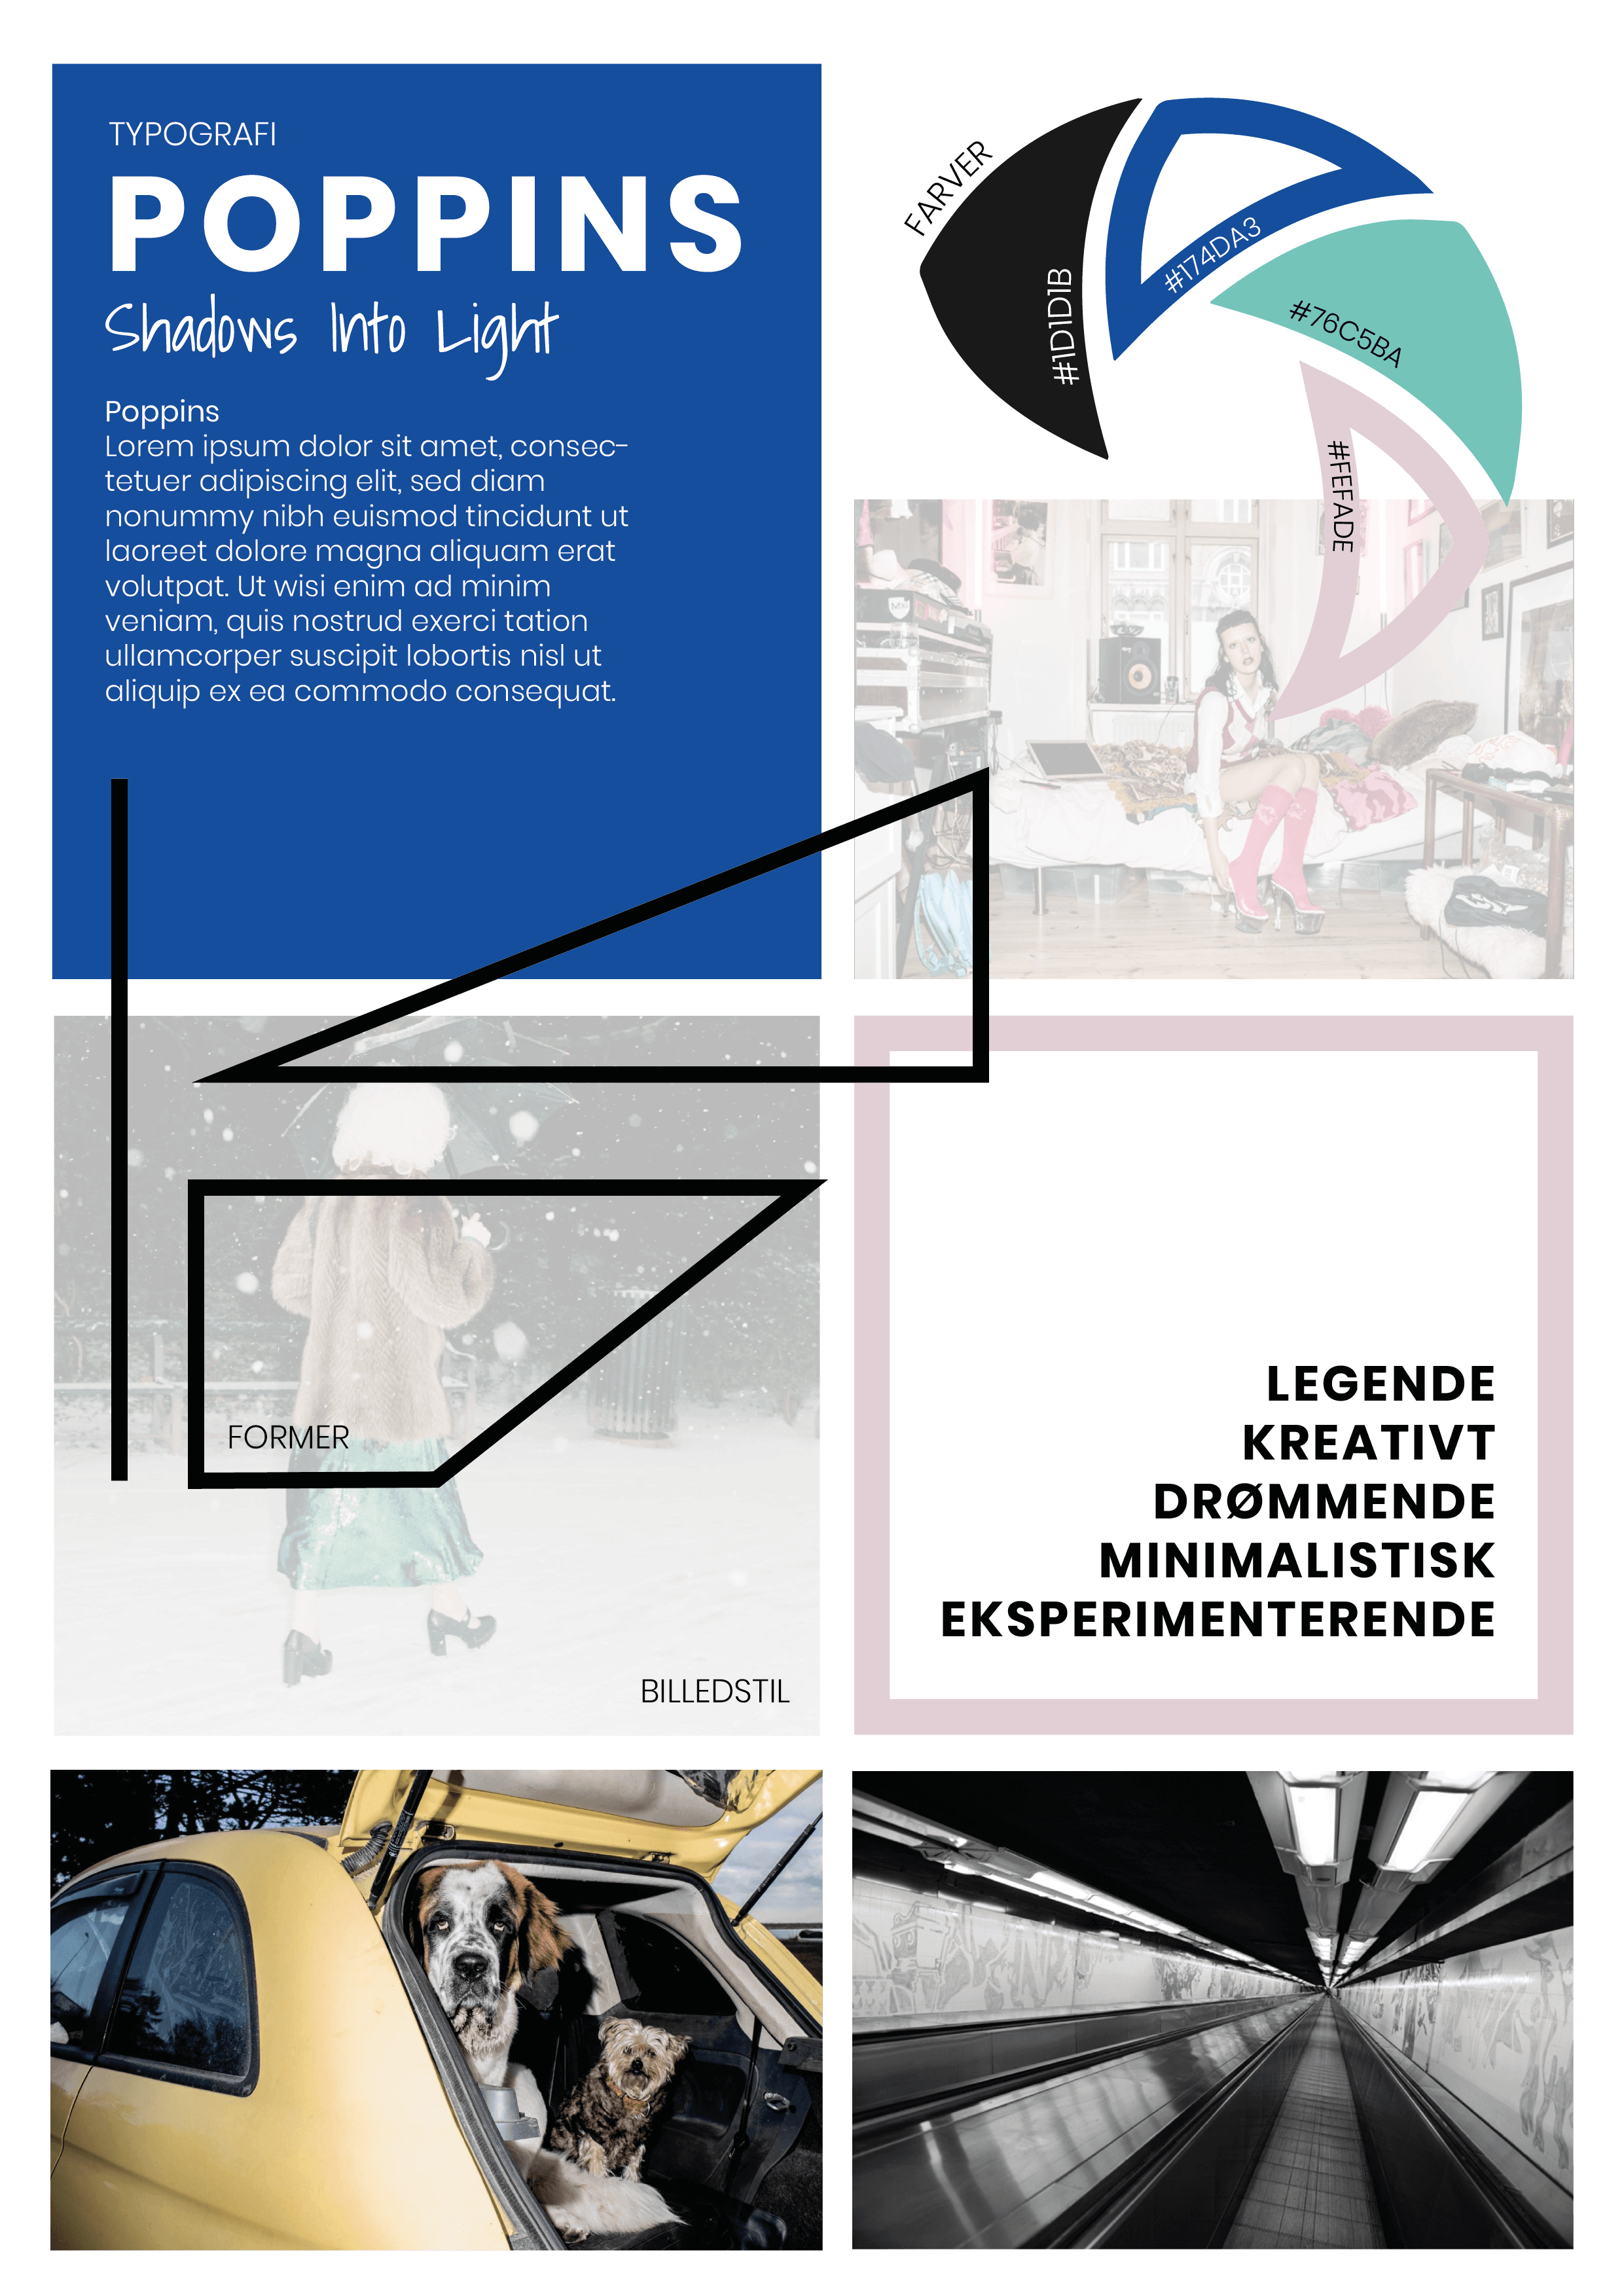 TYPOGRAFI
POPPINS
Shadows Into Light
Poppins
Lorem ipsum dolor sit amet, consec-
tetuer adipiscing elit, sed diam
nonummy nibh euismod tincidunt ut
laoreet dolore magna aliquam erat
volutpat. Ut wisi enim ad minim
veniam, quis nostrud exerci tation
ullamcorper suscipit lobortis nisl ut
aliquip ex ea commodo consequat.
FARVER
#1D1D1B
#174DA3
#76C5BA
#FEFADE
FORMER
BILLEDSTIL
LEGENDE
KREATIVT
DRØMMENDE
MINIMALISTISK
EKSPERIMENTERENDE